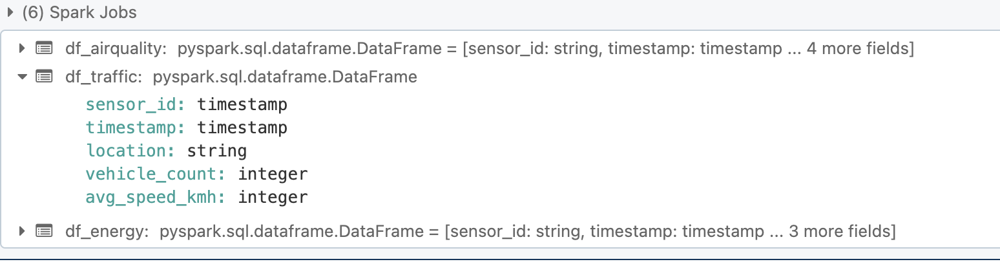 (6) Spark Jobs
df_airquality: pyspark.sql.dataframe.DataFrame = [sensor_id: string, timestamp: timestamp ... 4 more fields]
df_traffic: pyspark.sql.dataframe.DataFrame
sensor_id: timestamp
timestamp: timestamp
location: string
vehicle_count: integer
avg_speed_kmh: integer
df_energy: pyspark.sql.dataframe.DataFrame = [sensor_id: string, timestamp: timestamp ... 3 more fields]